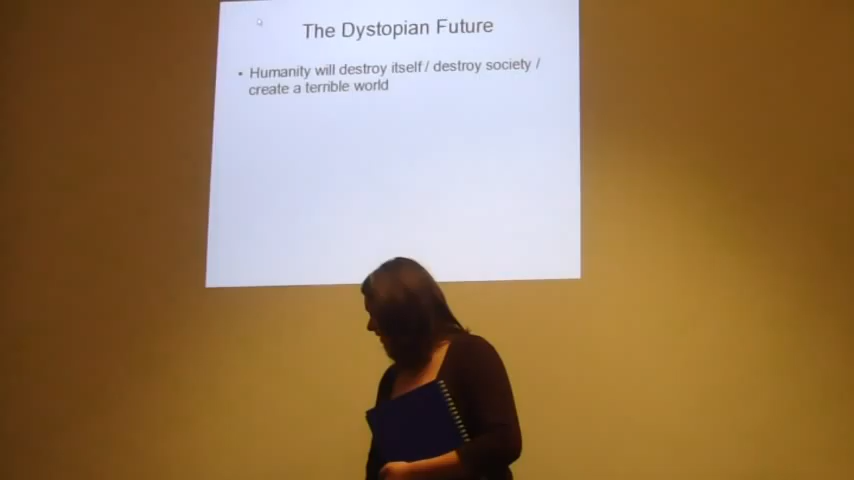 The Dystopian Future
• Humanity will destroy itself / destroy society /
create a terrible world